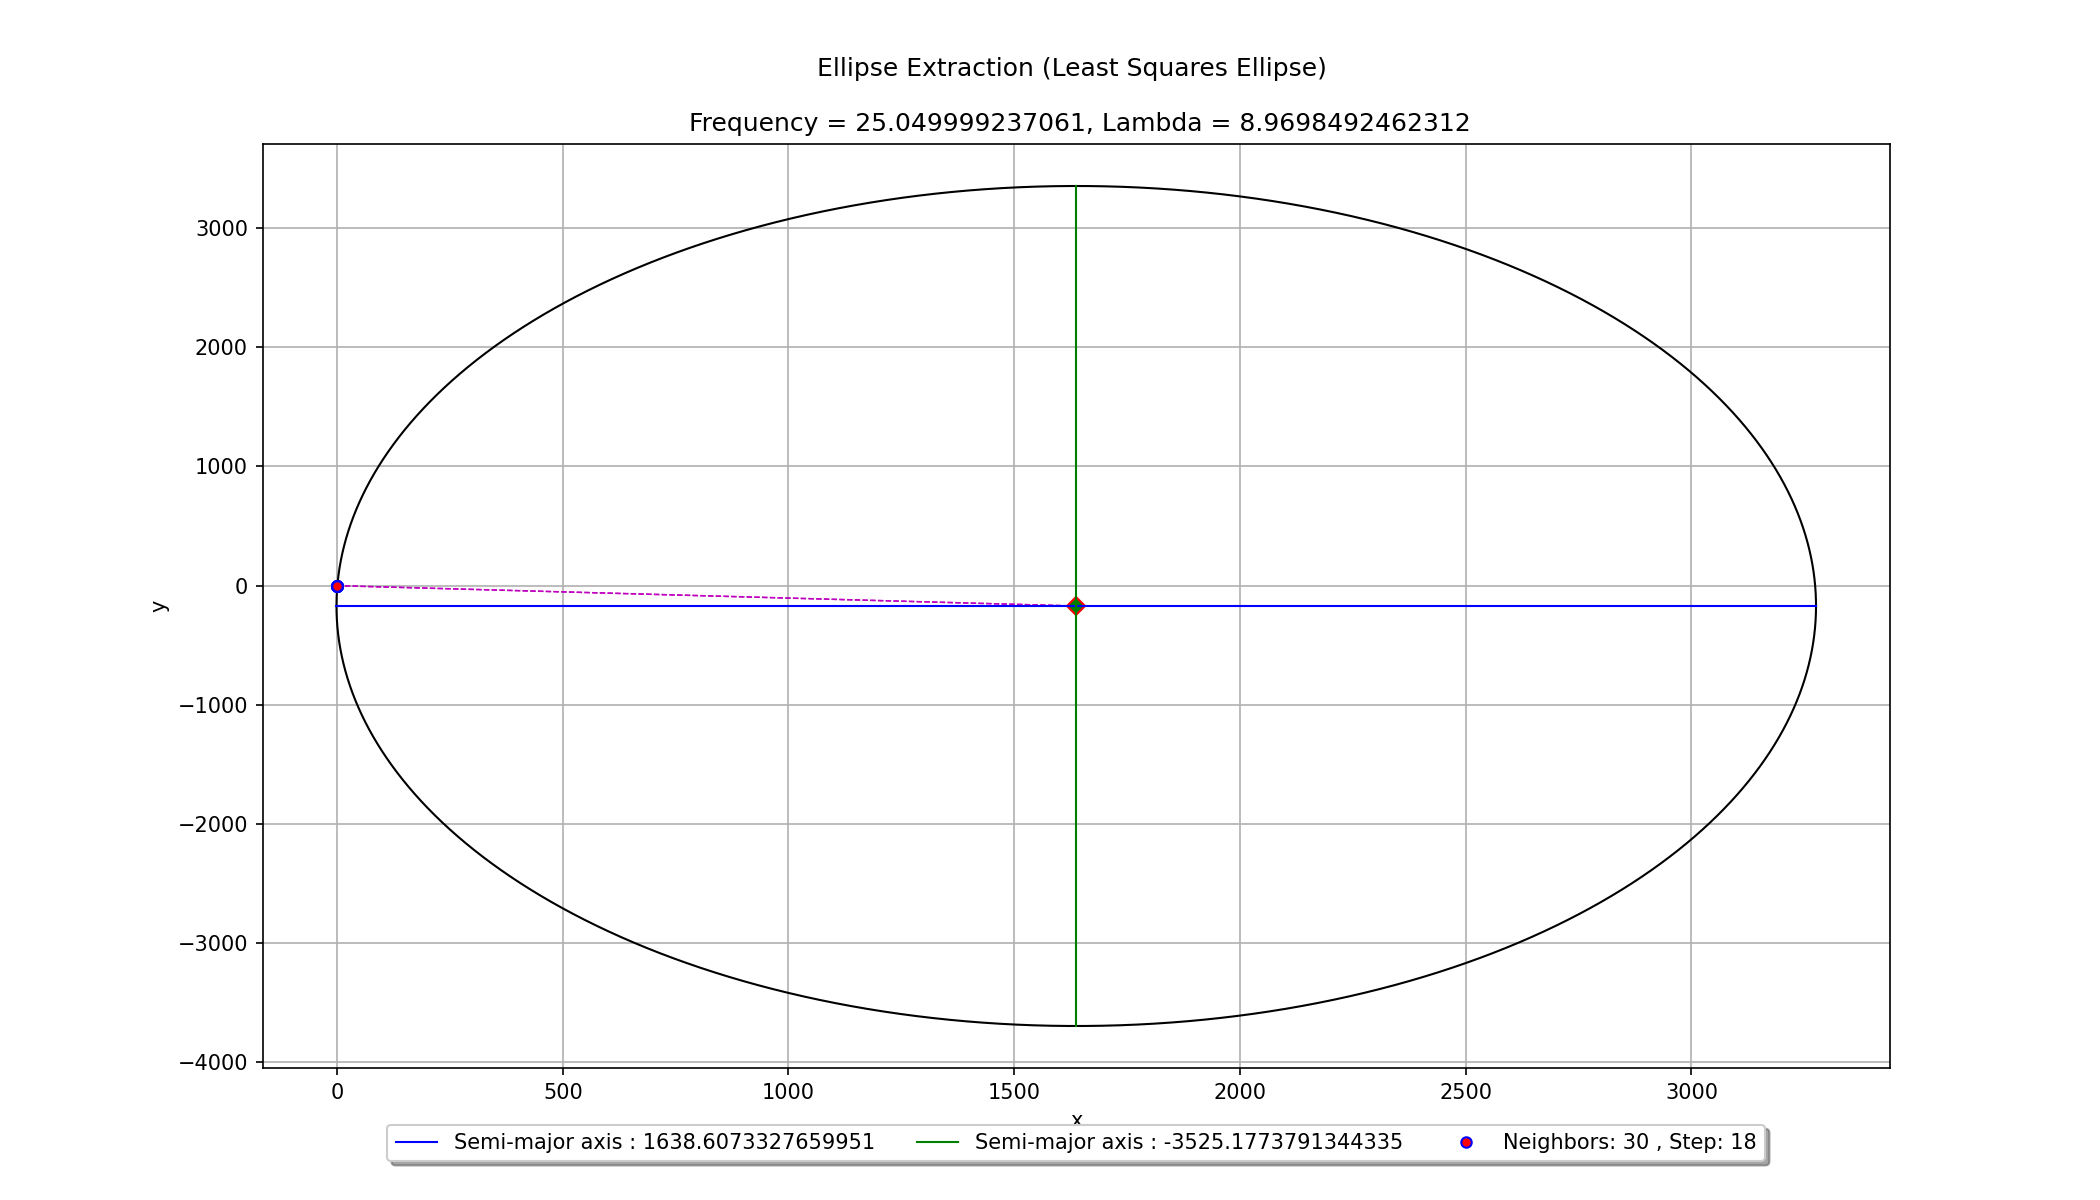 Ellipse Extraction (Least Squares Ellipse)
Frequency = 25.049999237061, Lambda = 8.9698492462312
3000
2000
1000
0
−1000
−2000
−3000
−4000
y
0 500 1000 1500 2000 2500 3000
x
Semi-major axis : 1638.6073327659951 Semi-major axis : -3525.1773791344335 Neighbors: 30 , Step: 18